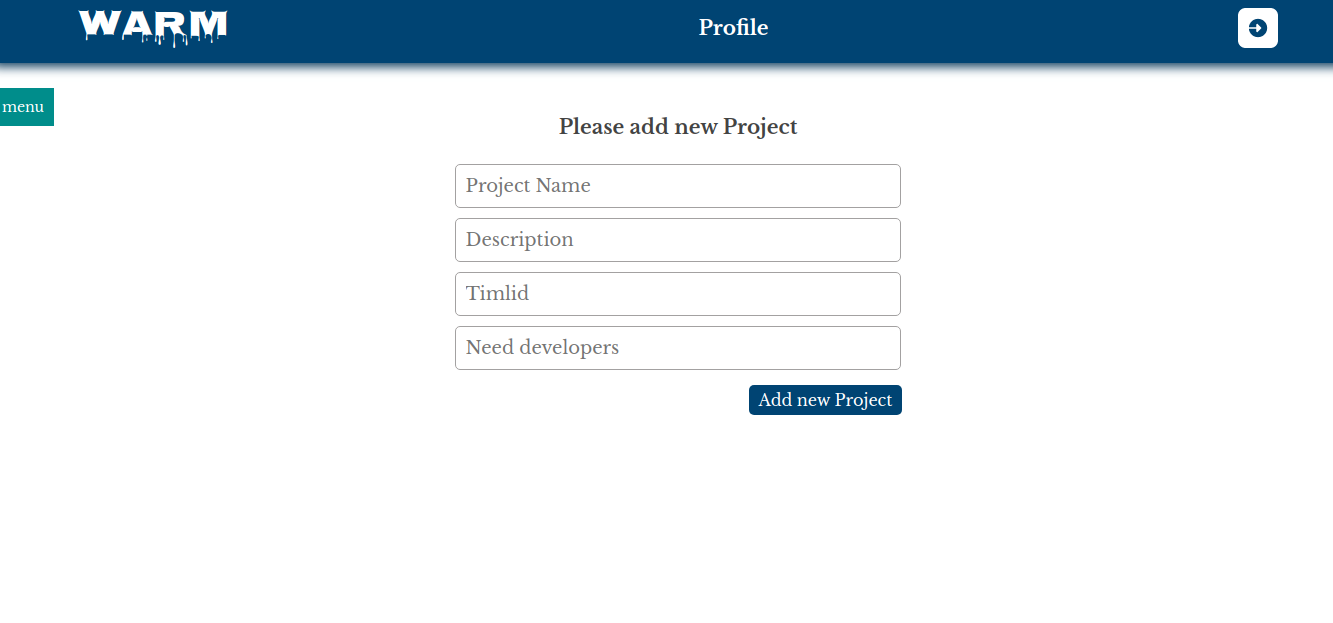 WARM
Profile
menu
Please add new Project
Project Name
Description
Timlid
Need developers
Add new Project